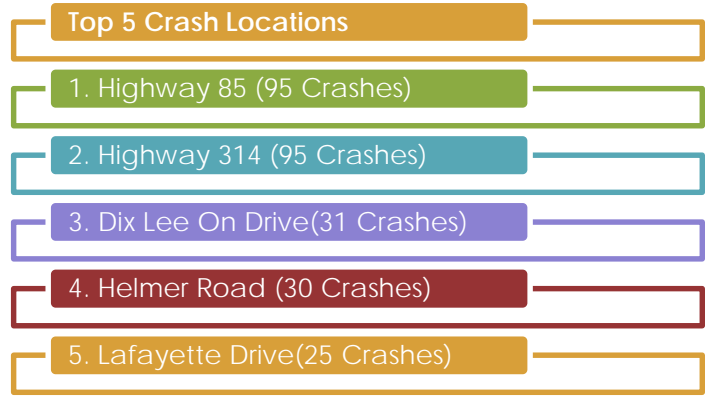 Top 5 Crash Locations
1. Highway 85 (95 Crashes)
2. Highway 314 (95 Crashes)
3. Dix Lee On Drive(31 Crashes)
4. Helmer Road (30 Crashes)
5. Lafayette Drive(25 Crashes)